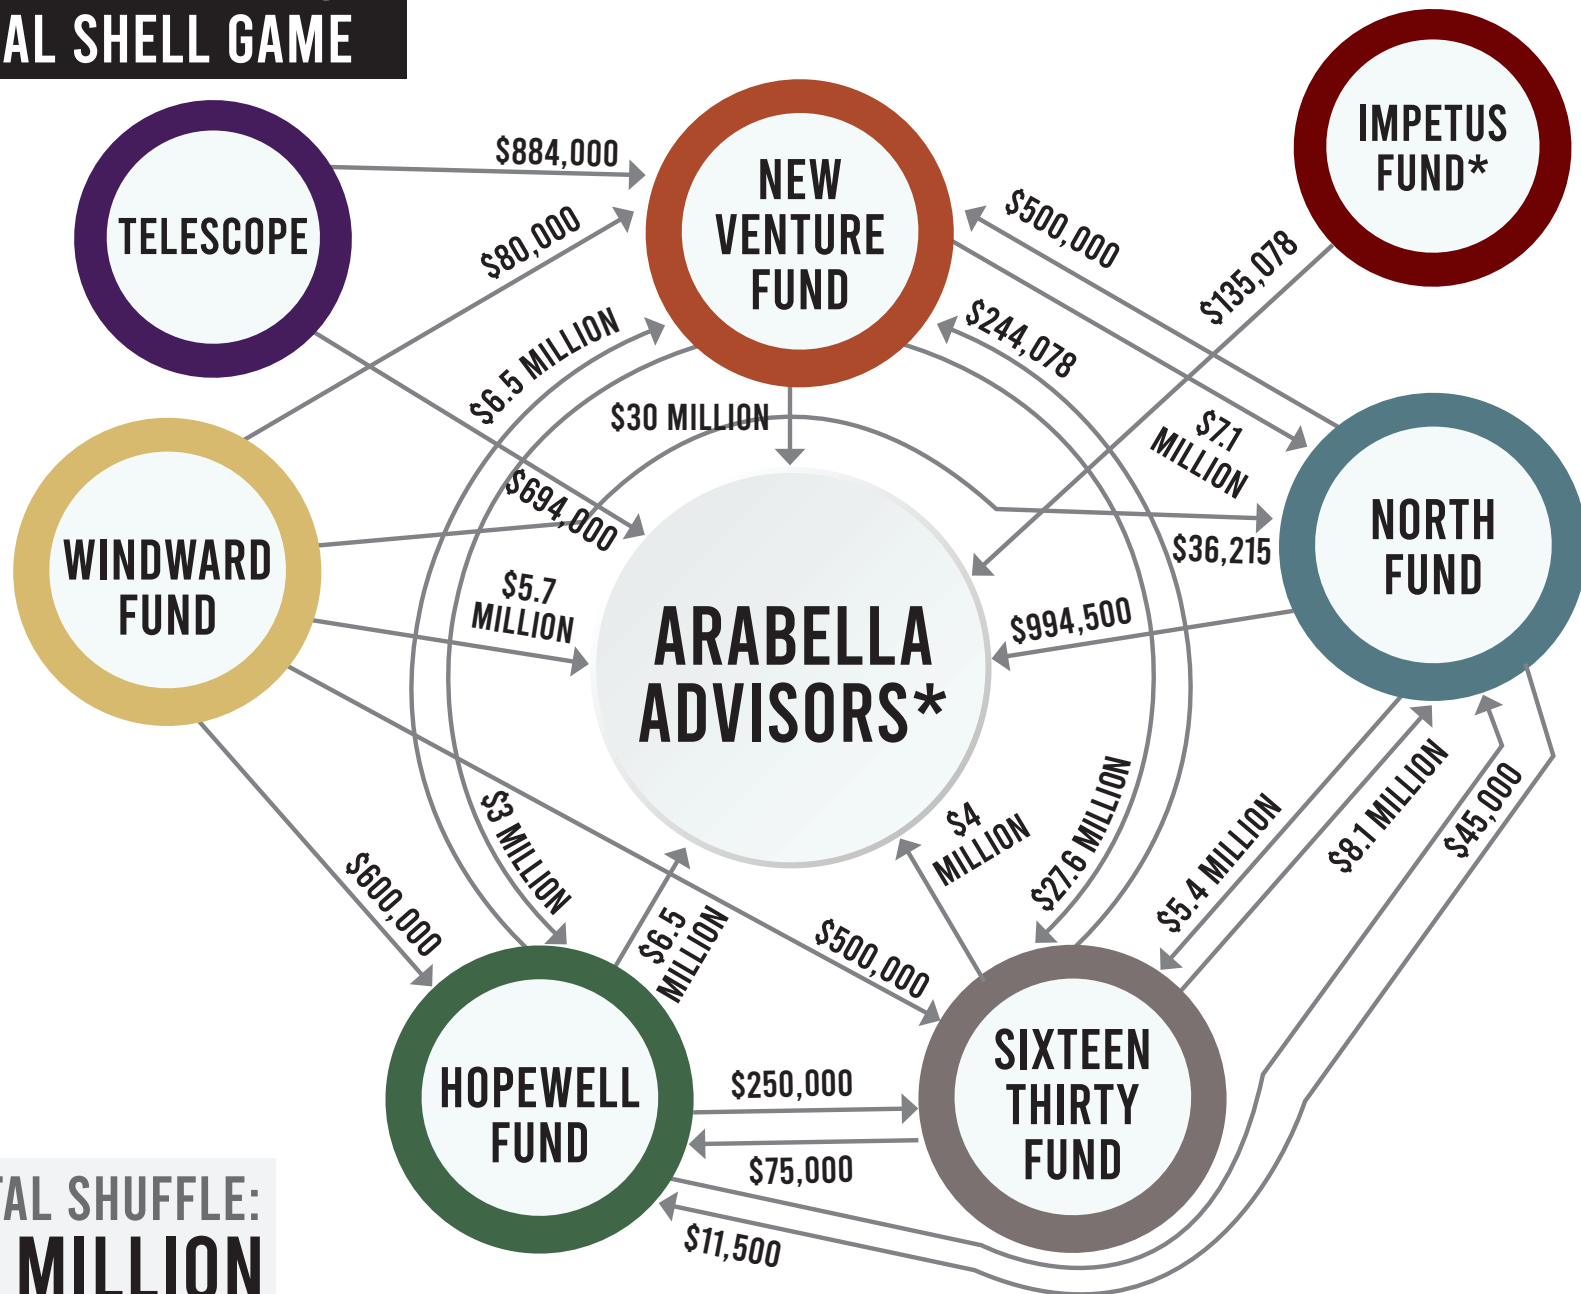 AL SHELL GAME
TELESCOPE
$884,000
NEW
VENTURE
FUND
IMPETUS
FUND*
$80,000
$500,000
$135,078
$6.5 MILLION
$244,078
$30 MILLION
$7.1
MILLION
$694,000
WINDWARD
FUND
$36,215
NORTH
FUND
$5.7
MILLION
ARABELLA
ADVISORS*
$994,500
$3 MILLION
$4
MILLION
$27.6 MILLION
$5.4 MILLION
$8.1 MILLION
$45,000
$600,000
$6.5
MILLION
$500,000
HOPEWELL
FUND
$250,000
$75,000
SIXTEEN
THIRTY
FUND
$11,500
TAL SHUFFLE:
MILLION